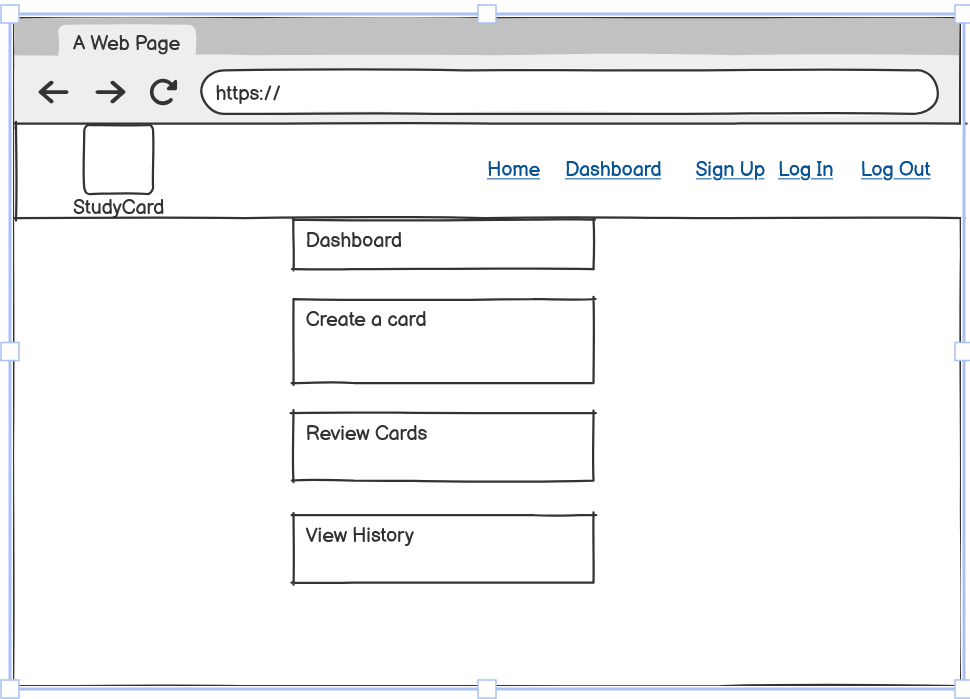 A Web Page
https://
Home Dashboard Sign Up Log In Log Out
StudyCard
Dashboard
Create a card
Review Cards
View History